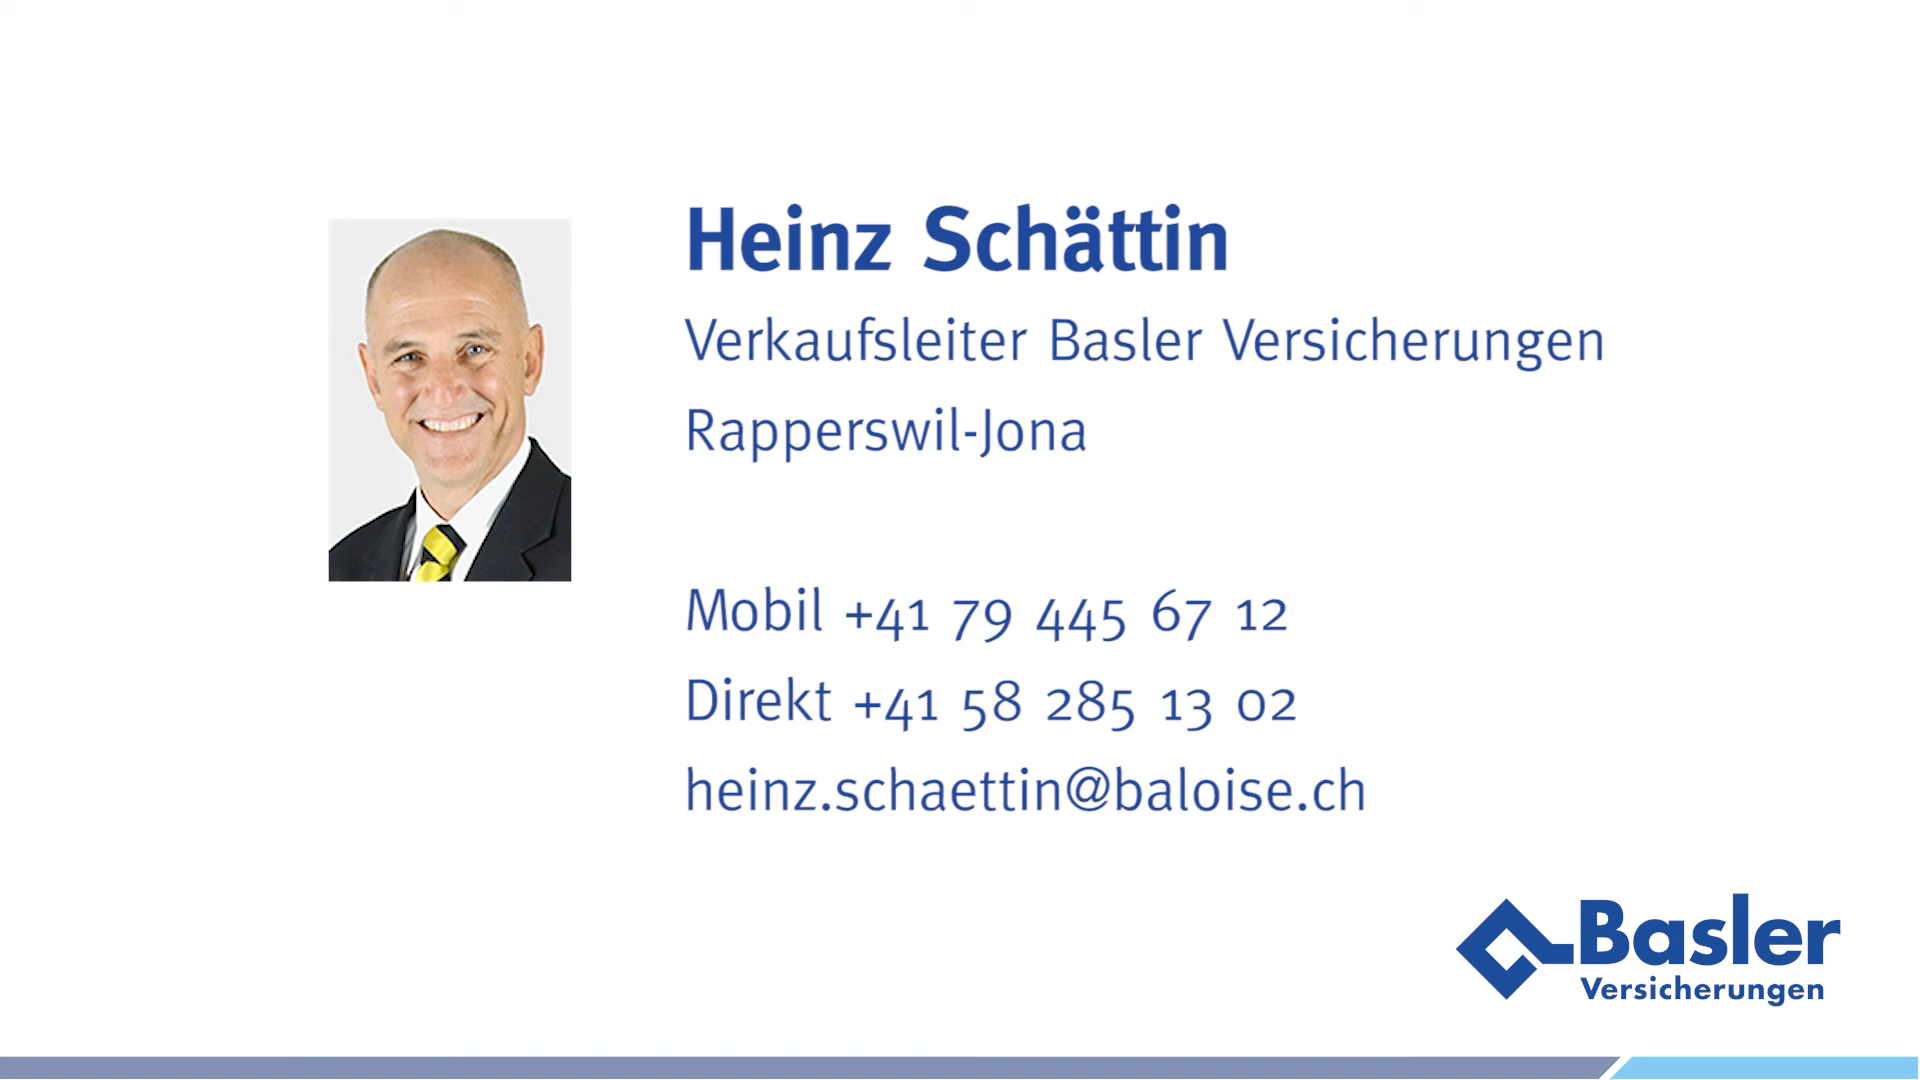 Heinz Schättin
Verkaufsleiter Basler Versicherungen
Rapperswil-Jona
Mobil +41 79 445 67 12
Direkt +41 58 285 13 02
heinz.schaettin@baloise.ch
Basler
Versicherungen